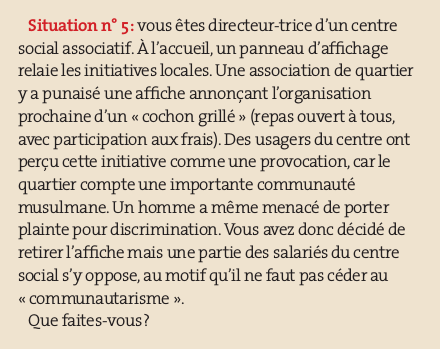 Situation n° 5 : vous êtes directeur-trice d’un centre
social associatif. À l’accueil, un panneau d’affichage
relaie les initiatives locales. Une association de quartier
y a punaisé une affiche annonçant l’organisation
prochaine d’un « cochon grillé » (repas ouvert à tous,
avec participation aux frais). Des usagers du centre ont
perçu cette initiative comme une provocation, car le
quartier compte une importante communauté
musulmane. Un homme a même menacé de porter
plainte pour discrimination. Vous avez donc décidé de
retirer l’affiche mais une partie des salariés du centre
social s’y oppose, au motif qu’il ne faut pas céder au
« communautarisme ».
Que faites-vous ?